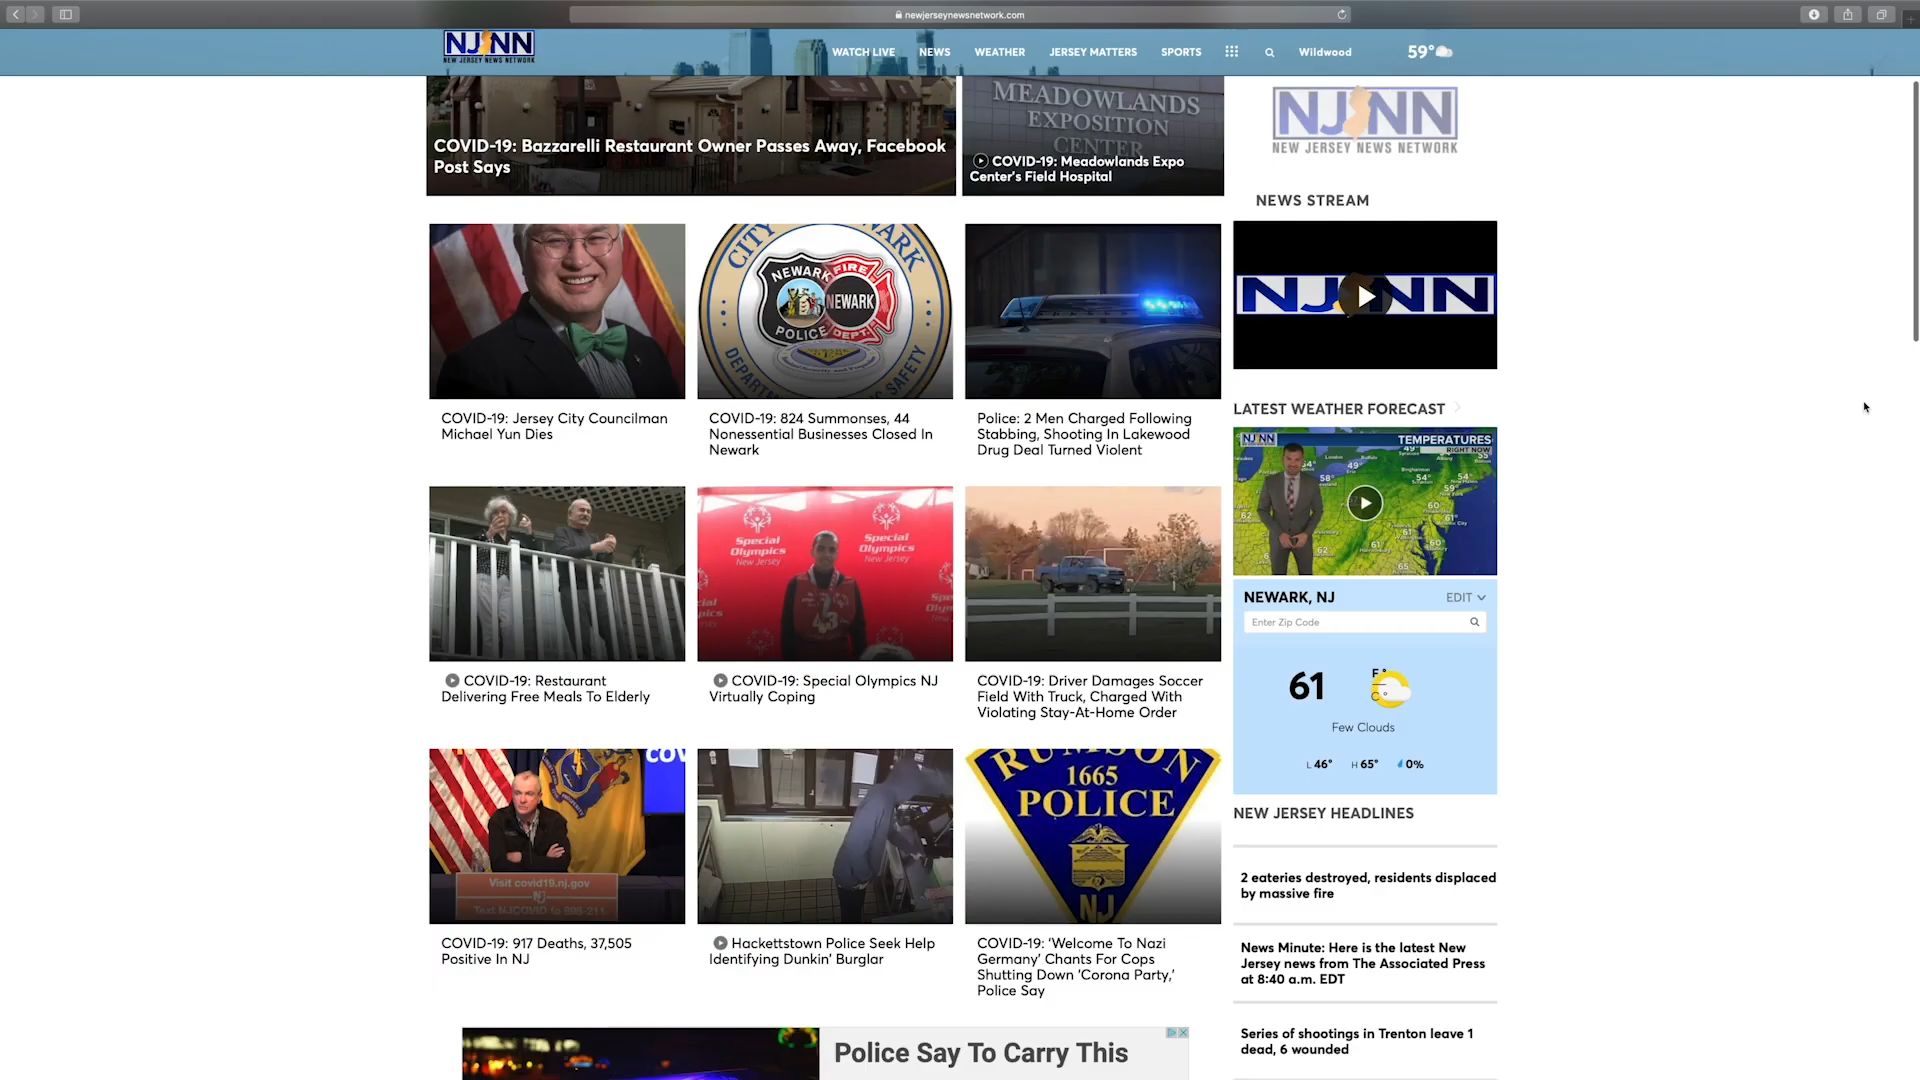 newjerseynewsnetwork.com
NJNN
NEW JERSEY NEWS NETWORK
WATCH LIVE
NEWS
WEATHER
JERSEY MATTERS
SPORTS
Wildwood
59°
COVID-19: Bazzarelli Restaurant Owner Passes Away, Facebook
Post Says
MEADOWLANDS
EXPOSITION
CENTER
COVID-19: Meadowlands Expo
Center's Field Hospital
NJNN
NEW JERSEY NEWS NETWORK
NEWS STREAM
NJNN
COVID-19: Jersey City Councilman
Michael Yun Dies
NEWARK
FIRE
NEWARK
POLICE
DEPT.
COVID-19: 824 Summonses, 44
Nonessential Businesses Closed In
Newark
Police: 2 Men Charged Following
Stabbing, Shooting In Lakewood
Drug Deal Turned Violent
LATEST WEATHER FORECAST
NJNN
TEMPERATURES
RIGHT NOW
COVID-19: Restaurant
Delivering Free Meals To Elderly
Special
Olympics
New Jersey
Special
Olympics
New Jersey
COVID-19: Special Olympics NJ
Virtually Coping
COVID-19: Driver Damages Soccer
Field With Truck, Charged With
Violating Stay-At-Home Order
NEWARK, NJ
EDIT
Enter Zip Code
61
F°
C°
Few Clouds
L 46°
H 65°
0%
Visit covid19.nj.gov
Text NJCOVID to 898-211
COVID-19: 917 Deaths, 37,505
Positive In NJ
Hackettstown Police Seek Help
Identifying Dunkin' Burglar
RUMSON
1665
POLICE
NJ
COVID-19: 'Welcome To Nazi
Germany' Chants For Cops
Shutting Down 'Corona Party,'
Police Say
NEW JERSEY HEADLINES
2 eateries destroyed, residents displaced
by massive fire
News Minute: Here is the latest New
Jersey news from The Associated Press
at 8:40 a.m. EDT
Series of shootings in Trenton leave 1
dead, 6 wounded
Police Say To Carry This